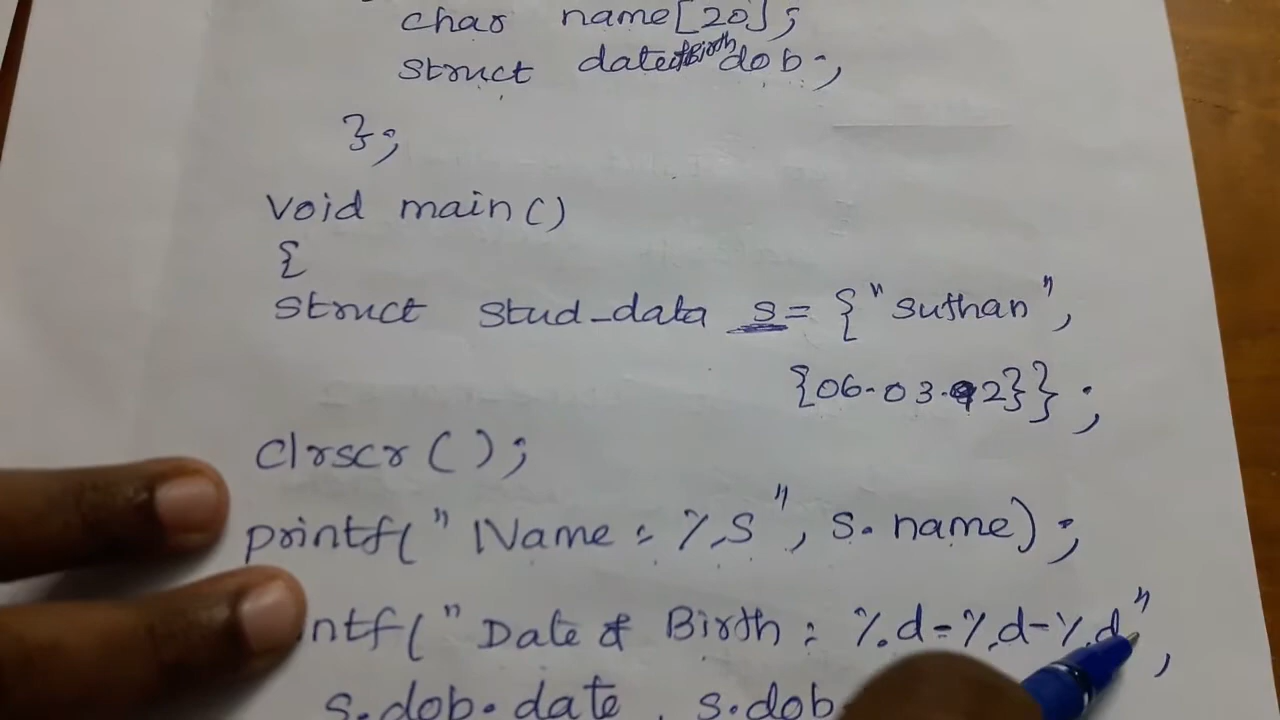 char name[20];
struct dateofBirth dob;
};
void main()
{
struct stud_data s = {"Suthan",
{06-03-92}};
clrscr();
printf("Name : %s", s.name);
ntf("Date of Birth : %d-%d-%d",
s.dob.date, s.dob